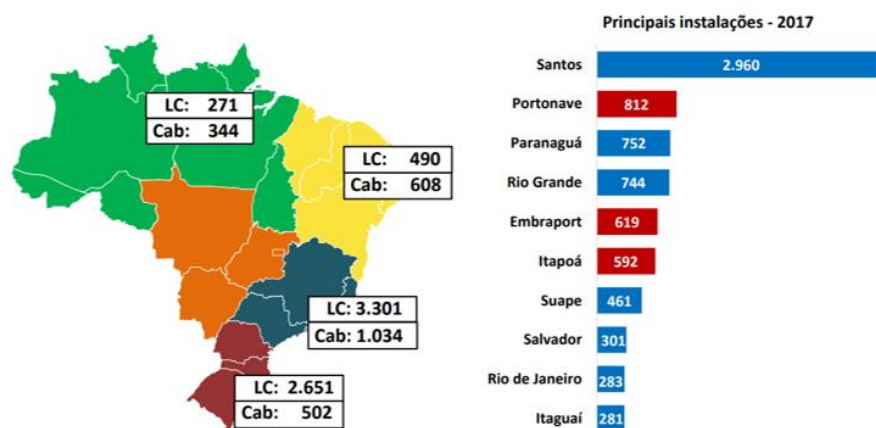 LC: 271
Cab: 344
LC: 490
Cab: 608
LC: 3.301
Cab: 1.034
LC: 2.651
Cab: 502
Principais instalações - 2017
Santos 2.960
Portonave 812
Paranaguá 752
Rio Grande 744
Embraport 619
Itapoá 592
Suape 461
Salvador 301
Rio de Janeiro 283
Itaguaí 281